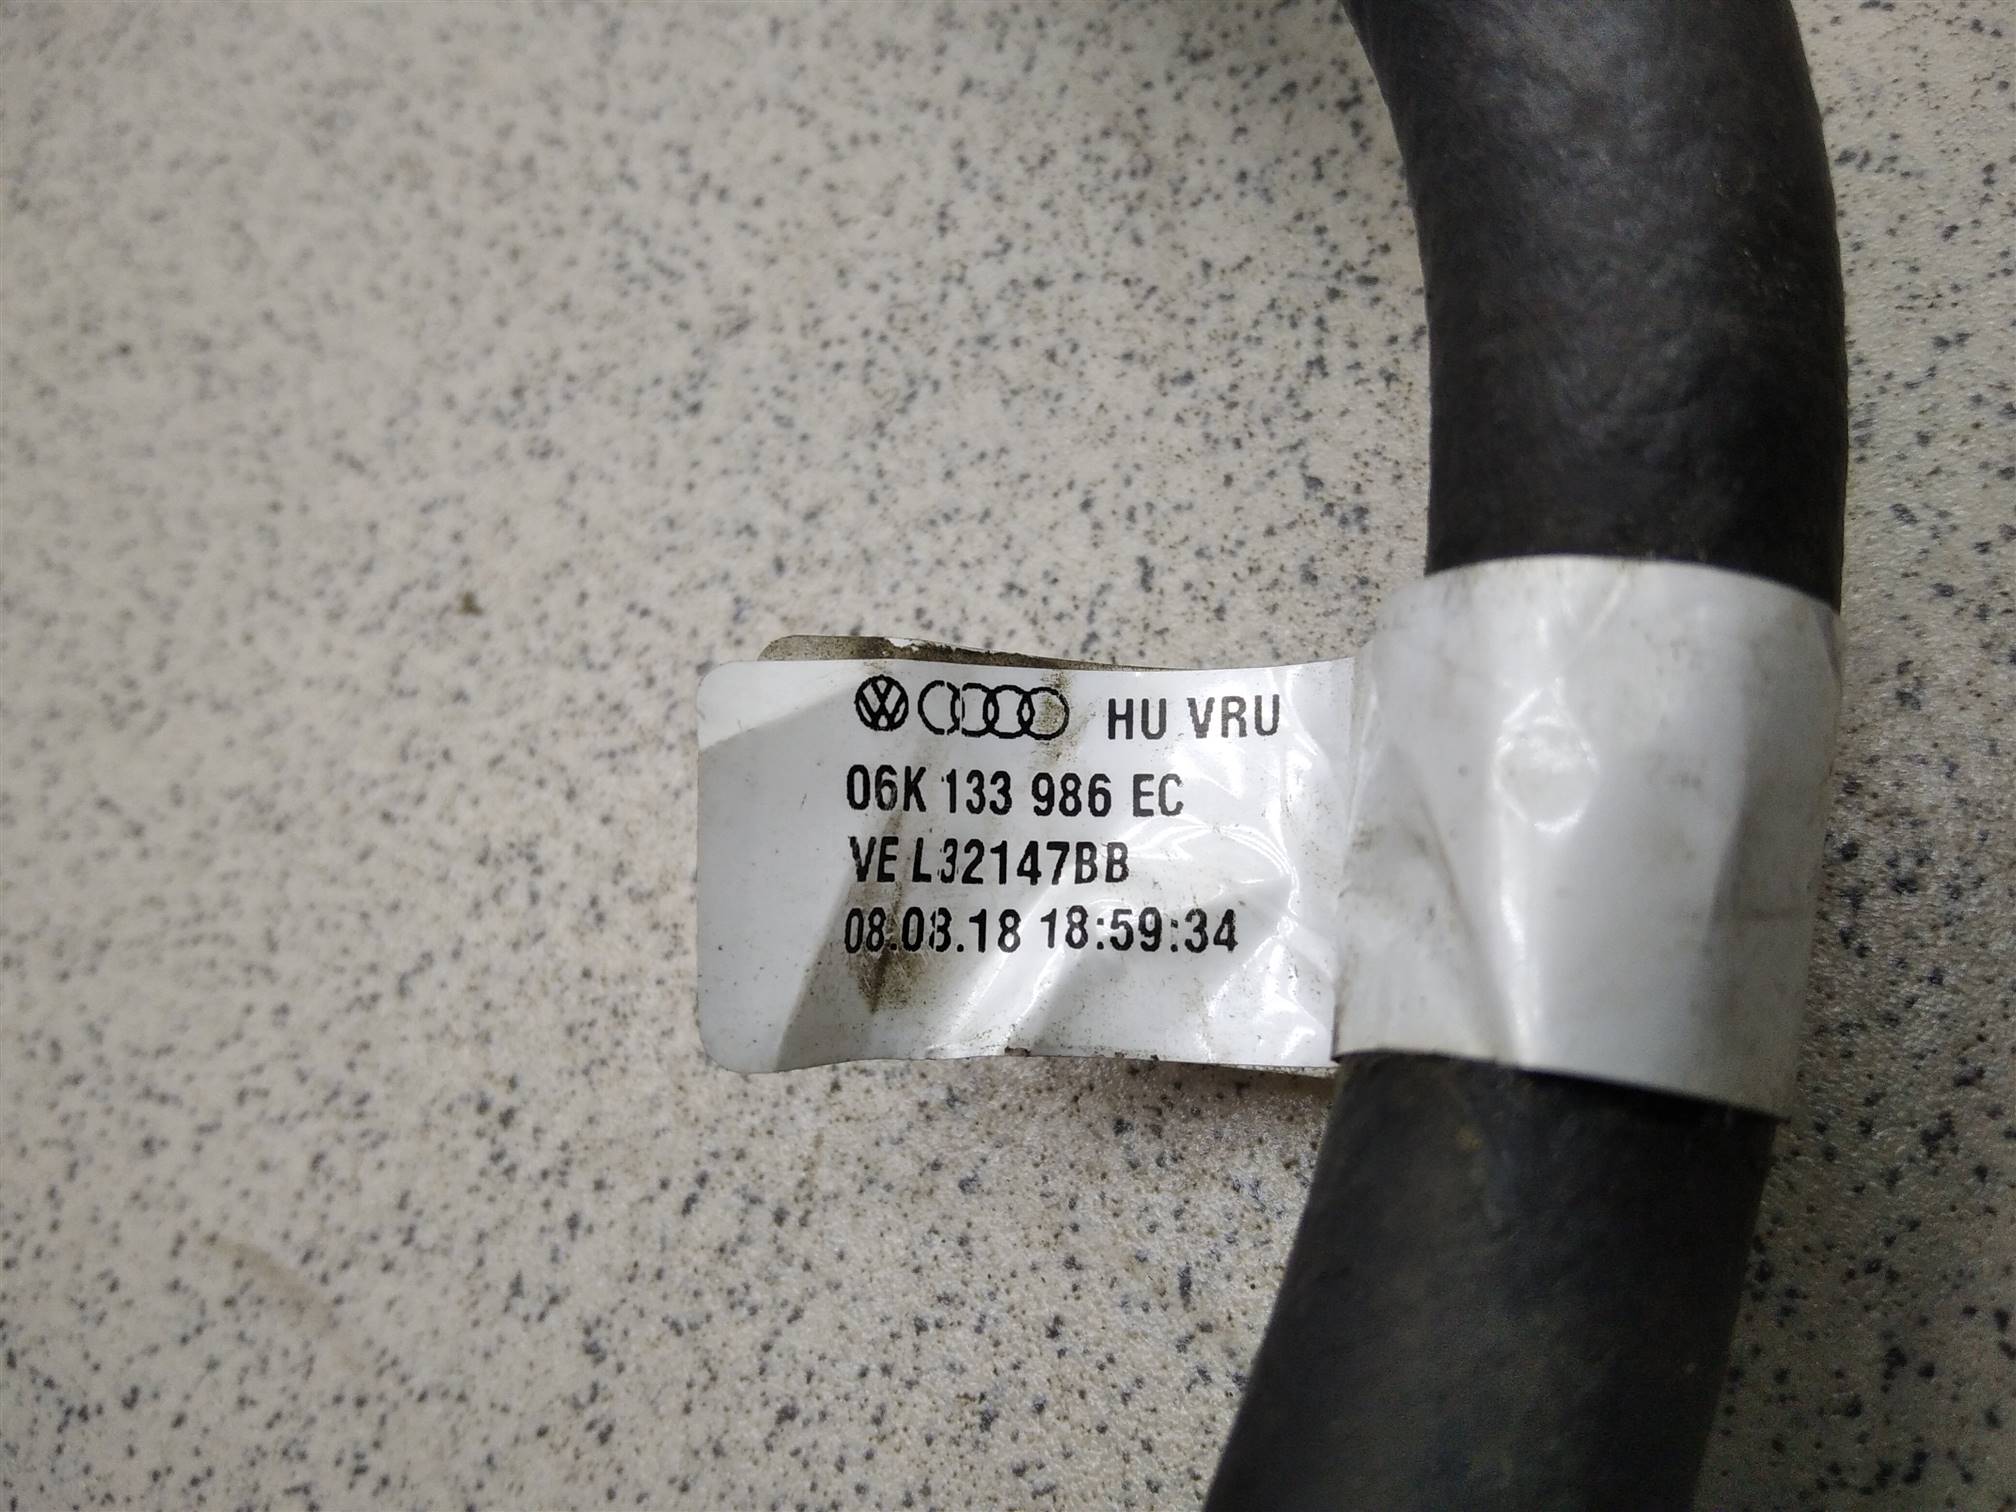 HU VRU
06K 133 986 EC
VE L32147BB
08.08.18 18:59:34